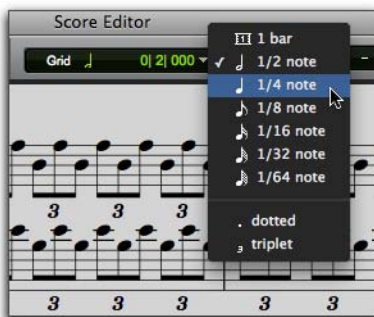 Score Editor
Grid 0| 2| 000
1 bar
✓ 1/2 note
1/4 note
1/8 note
1/16 note
1/32 note
1/64 note
. dotted
3 triplet
3 3 3
3 3 3 3 3